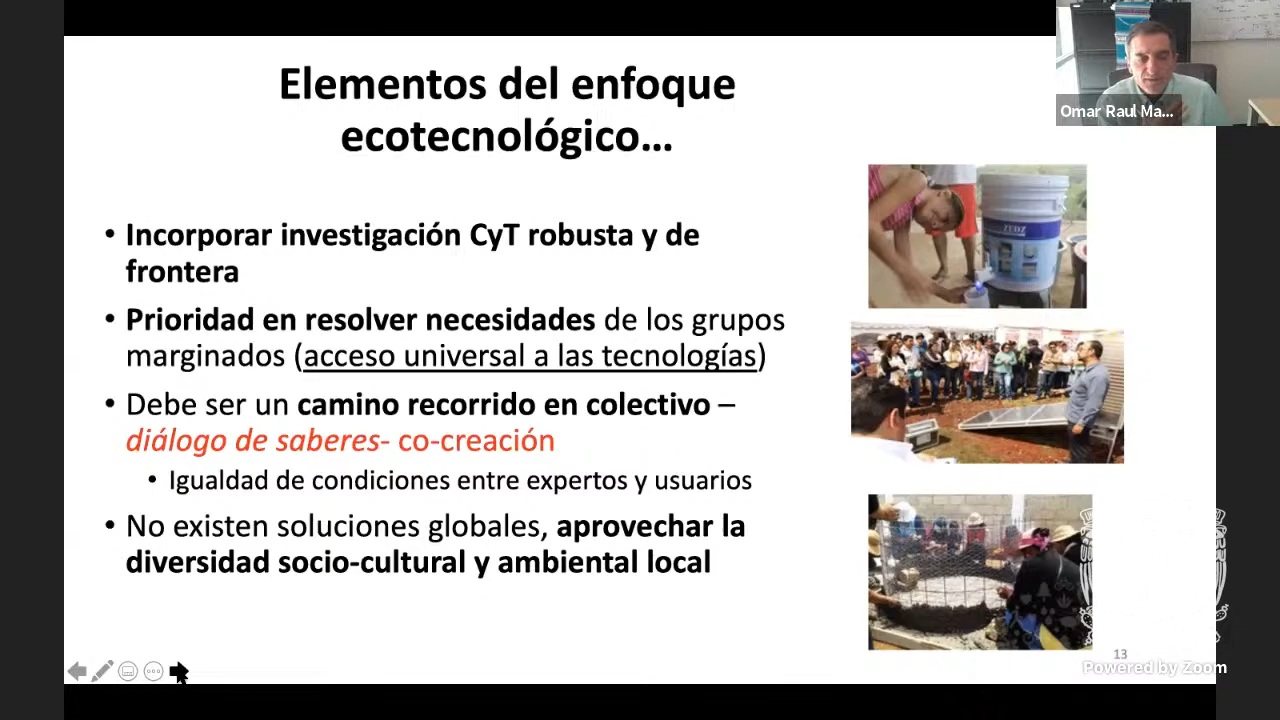 Elementos del enfoque
ecotecnológico...
Omar Raul Ma...
• Incorporar investigación CyT robusta y de
frontera
• Prioridad en resolver necesidades de los grupos
marginados (acceso universal a las tecnologías)
• Debe ser un camino recorrido en colectivo –
diálogo de saberes- co-creación
• Igualdad de condiciones entre expertos y usuarios
• No existen soluciones globales, aprovechar la
diversidad socio-cultural y ambiental local
13
Powered by Zoom